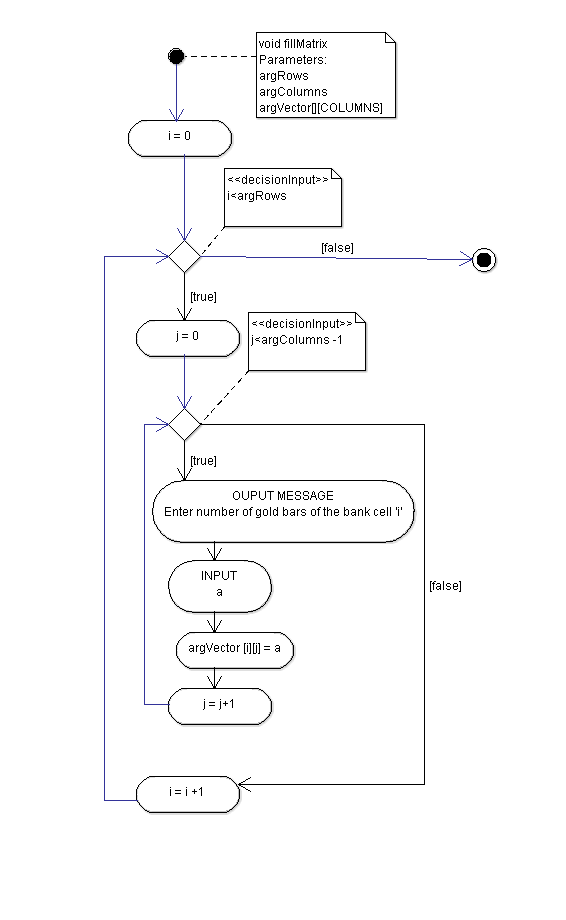 void fillMatrix
Parameters:
argRows
argColumns
argVector[][COLUMNS]
i = 0
<<decisionInput>>
i<argRows
[false]
[true]
j = 0
<<decisionInput>>
j<argColumns -1
[true]
OUPUT MESSAGE
Enter number of gold bars of the bank cell 'i'
INPUT
a
[false]
argVector [i][j] = a
j = j+1
i = i +1